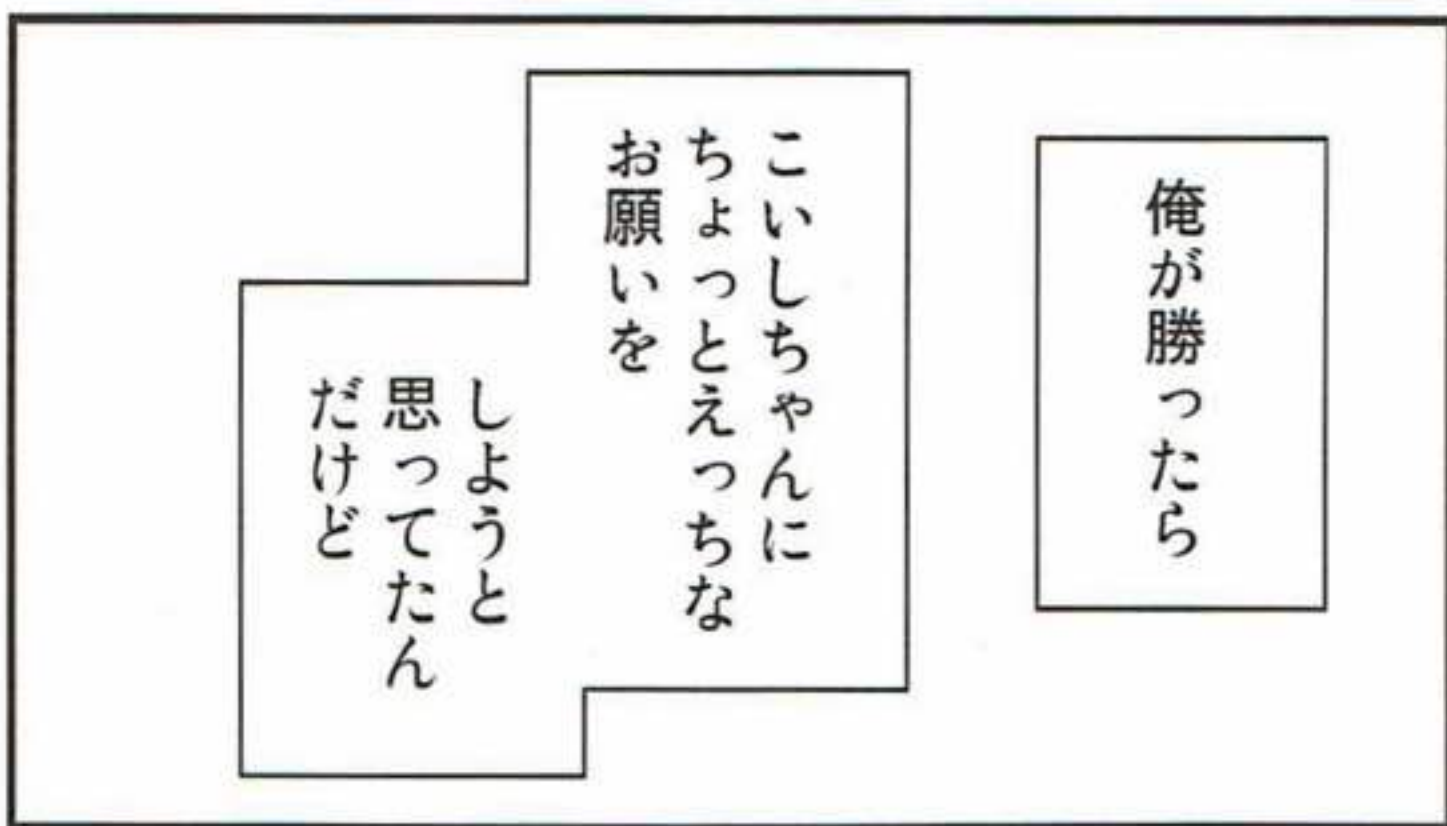 俺が勝ったら
こいしちゃんに
ちょっとえっちな
お願いを
しようと
思ってたん
だけど